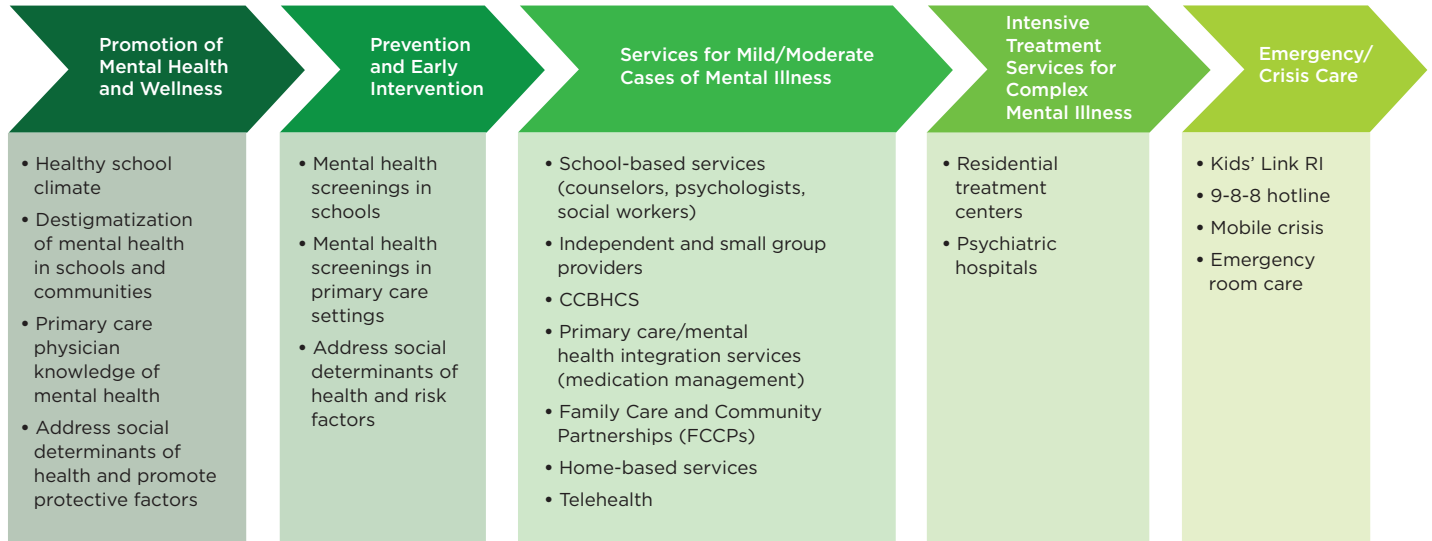 Promotion of
Mental Health
and Wellness
• Healthy school
climate
• Destigmatization
of mental health
in schools and
communities
• Primary care
physician
knowledge of
mental health
• Address social
determinants of
health and promote
protective factors
Prevention
and Early
Intervention
• Mental health
screenings in
schools
• Mental health
screenings in
primary care
settings
• Address social
determinants of
health and risk
factors
Services for Mild/Moderate
Cases of Mental Illness
• School-based services
(counselors, psychologists,
social workers)
• Independent and small group
providers
• CCBHCS
• Primary care/mental
health integration services
(medication management)
• Family Care and Community
Partnerships (FCCPs)
• Home-based services
• Telehealth
Intensive
Treatment
Services for
Complex
Mental Illness
• Residential
treatment
centers
• Psychiatric
hospitals
Emergency/
Crisis Care
• Kids' Link RI
• 9-8-8 hotline
• Mobile crisis
• Emergency
room care